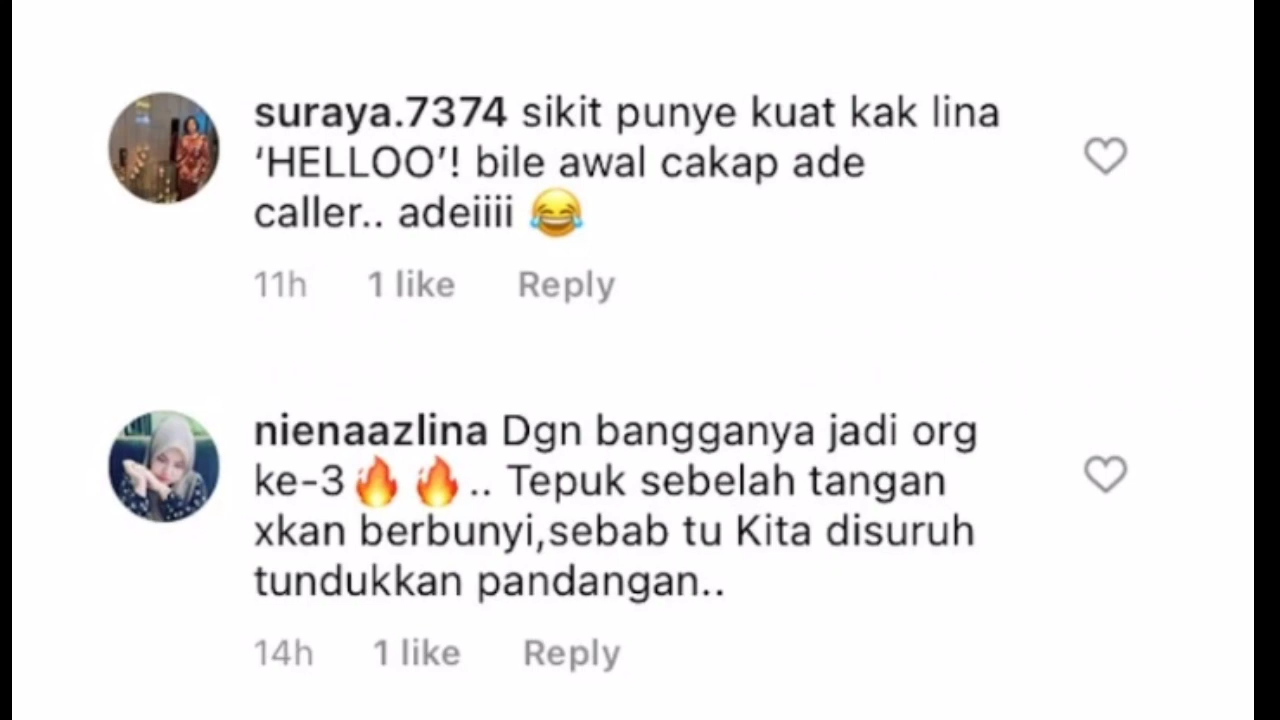 suraya.7374 sikit punye kuat kak lina
‘HELLOO’! bile awal cakap ade
caller.. adeiiii 😂
11h 1 like Reply
nienaazlina Dgn bangganya jadi org
ke-3🔥 🔥.. Tepuk sebelah tangan
xkan berbunyi,sebab tu Kita disuruh
tundukkan pandangan..
14h 1 like Reply